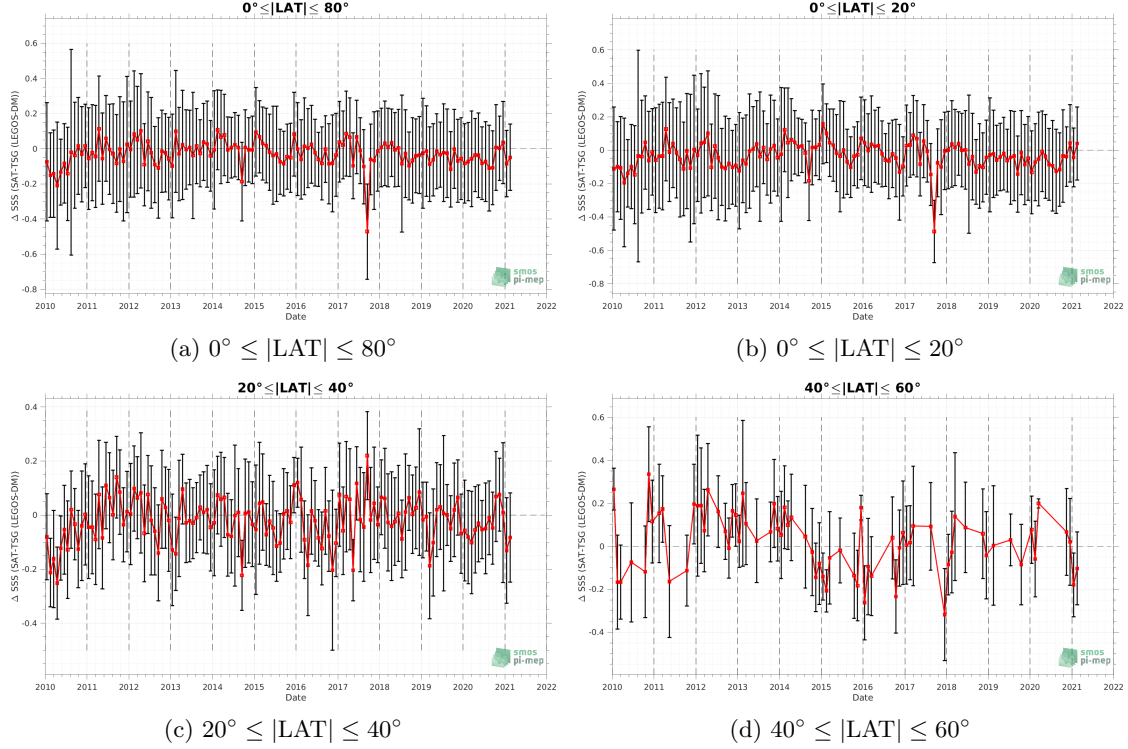 0°≤|LAT|≤ 80°
Δ SSS (SAT-TSG (LEGOS-DM))
0.6
0.4
0.2
0
-0.2
-0.4
-0.6
-0.8
2010 2011 2012 2013 2014 2015 2016 2017 2018 2019 2020 2021 2022
Date
smos
pi-mep
(a) 0° ≤ |LAT| ≤ 80°
0°≤|LAT|≤ 20°
Δ SSS (SAT-TSG (LEGOS-DM))
0.6
0.4
0.2
0
-0.2
-0.4
-0.6
-0.8
2010 2011 2012 2013 2014 2015 2016 2017 2018 2019 2020 2021 2022
Date
smos
pi-mep
(b) 0° ≤ |LAT| ≤ 20°
20°≤|LAT|≤ 40°
Δ SSS (SAT-TSG (LEGOS-DM))
0.4
0.2
0
-0.2
-0.4
2010 2011 2012 2013 2014 2015 2016 2017 2018 2019 2020 2021 2022
Date
smos
pi-mep
(c) 20° ≤ |LAT| ≤ 40°
40°≤|LAT|≤ 60°
Δ SSS (SAT-TSG (LEGOS-DM))
0.6
0.4
0.2
0
-0.2
-0.4
2010 2011 2012 2013 2014 2015 2016 2017 2018 2019 2020 2021 2022
Date
smos
pi-mep
(d) 40° ≤ |LAT| ≤ 60°